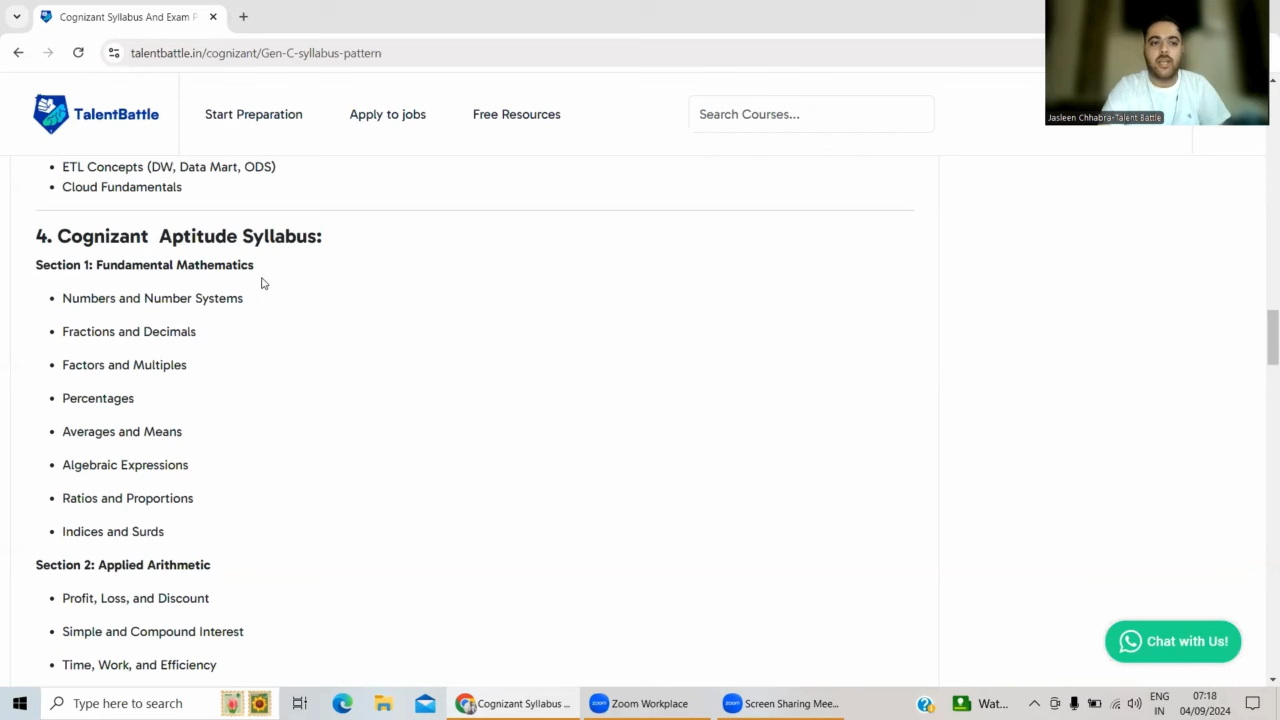 Cognizant Syllabus And Exam P
talentbattle.in/cognizant/Gen-C-syllabus-pattern
TalentBattle
Start Preparation
Apply to jobs
Free Resources
Search Courses...
Jasleen Chhabra-Talent Battle
ETL Concepts (DW, Data Mart, ODS)
Cloud Fundamentals
4. Cognizant Aptitude Syllabus:
Section 1: Fundamental Mathematics
Numbers and Number Systems
Fractions and Decimals
Factors and Multiples
Percentages
Averages and Means
Algebraic Expressions
Ratios and Proportions
Indices and Surds
Section 2: Applied Arithmetic
Profit, Loss, and Discount
Simple and Compound Interest
Time, Work, and Efficiency
Chat with Us!
Type here to search
Cognizant Syllabus ...
Zoom Workplace
Screen Sharing Mee...
Wat...
ENG
IN
07:18
04/09/2024